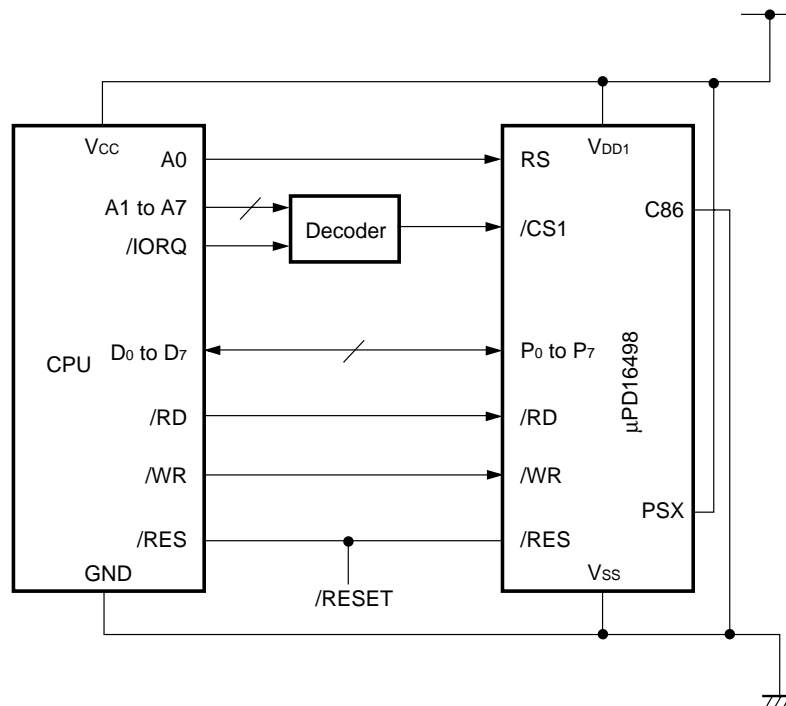 VCC
VDD1
A0
RS
A1 to A7
C86
Decoder
/CS1
/IORQ
CPU
D0 to D7
P0 to P7
µPD16498
/RD
/RD
/WR
/WR
PSX
/RES
/RES
GND
VSS
/RESET